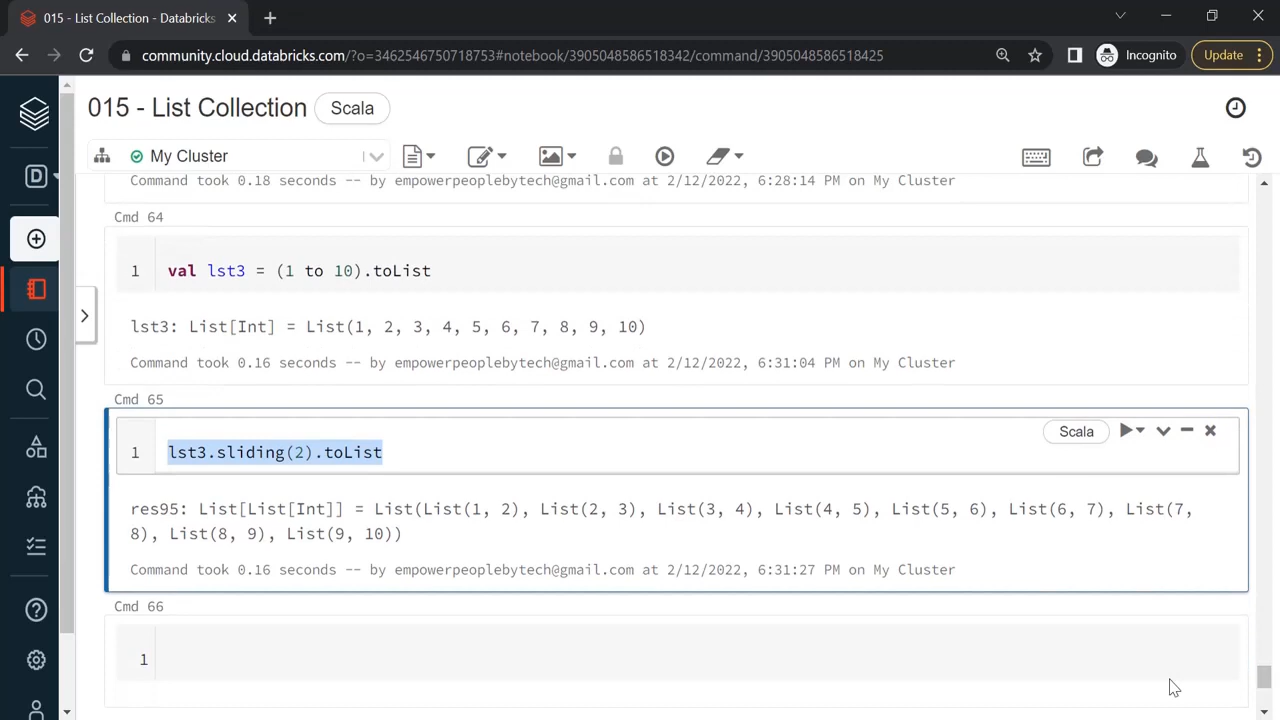 015 - List Collection - Databricks
community.cloud.databricks.com/?o=3462546750718753#notebook/3905048586518342/command/3905048586518425
Incognito
Update
015 - List Collection
Scala
D
My Cluster
Command took 0.18 seconds -- by empowerpeoplebytech@gmail.com at 2/12/2022, 6:28:14 PM on My Cluster
Cmd 64
1 val lst3 = (1 to 10).toList
lst3: List[Int] = List(1, 2, 3, 4, 5, 6, 7, 8, 9, 10)
Command took 0.16 seconds -- by empowerpeoplebytech@gmail.com at 2/12/2022, 6:31:04 PM on My Cluster
Cmd 65
Scala
1 lst3.sliding(2).toList
res95: List[List[Int]] = List(List(1, 2), List(2, 3), List(3, 4), List(4, 5), List(5, 6), List(6, 7), List(7,
8), List(8, 9), List(9, 10))
Command took 0.16 seconds -- by empowerpeoplebytech@gmail.com at 2/12/2022, 6:31:27 PM on My Cluster
Cmd 66
1